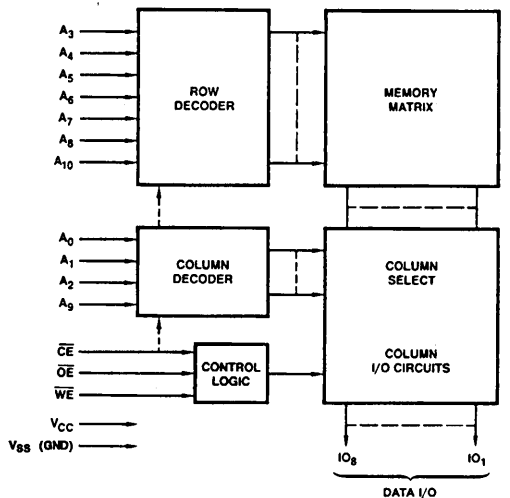 A3
A4
A5
A6
A7
A8
A10
ROW
DECODER
MEMORY
MATRIX
A0
A1
A2
A9
COLUMN
DECODER
COLUMN
SELECT
COLUMN
I/O CIRCUITS
CE
OE
WE
CONTROL
LOGIC
VCC
VSS (GND)
IO8
IO1
DATA I/O